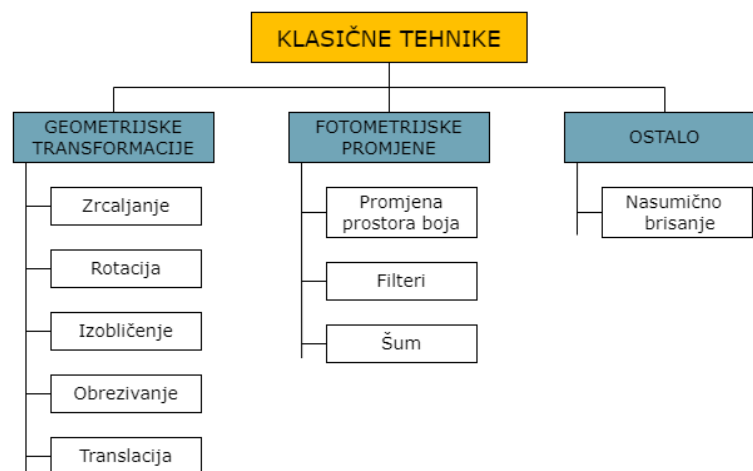 KLASIČNE TEHNIKE
GEOMETRIJSKE
TRANSFORMACIJE
Zrcaljanje
Rotacija
Izobličenje
Obrezivanje
Translacija
FOTOMETRIJSKE
PROMJENE
Promjena
prostora boja
Filteri
Šum
OSTALO
Nasumično
brisanje